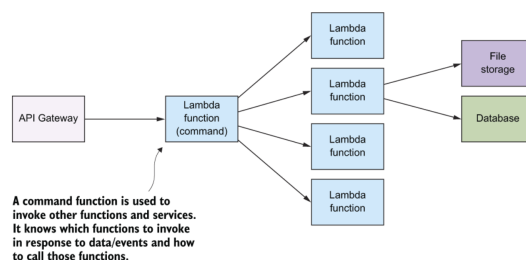 Lambda
function
File
storage
API Gateway
Lambda
function
(command)
Lambda
function
Database
Lambda
function
Lambda
function
A command function is used to
invoke other functions and services.
It knows which functions to invoke
in response to data/events and how
to call those functions.